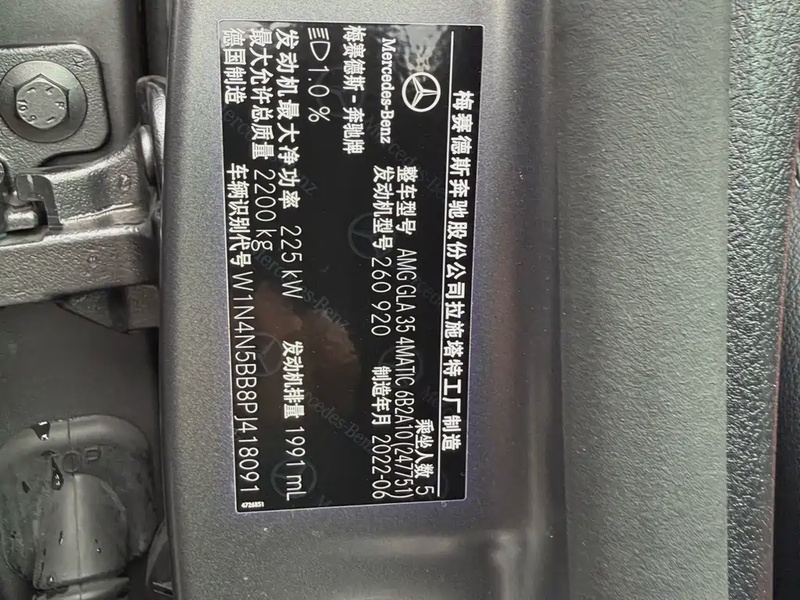 梅赛德斯奔驰股份公司拉施塔特工厂制造
Mercedes-Benz
梅赛德斯-奔驰牌
乘坐人数 5
整车型号 AMG GLA 35 4MATIC 6B2A10(247751)
发动机型号 260 920 制造年月 2022-06
10%
发动机最大净功率 225 kW 发动机排量 1991 mL
最大允许总质量 2200 kg
德国制造 车辆识别代号 W1N4N5BB8PJ418091
4726851
TOP